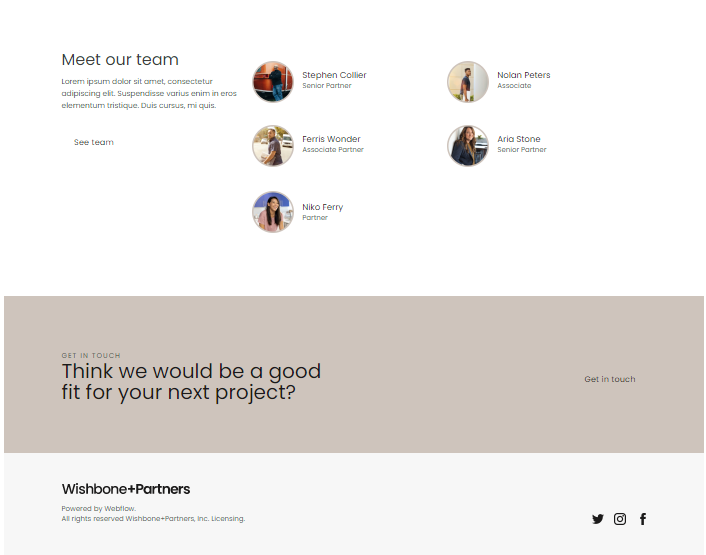 Meet our team
Lorem ipsum dolor sit amet, consectetur
adipiscing elit. Suspendisse varius enim in eros
elementum tristique. Duis cursus, mi quis.
See team
Stephen Collier
Senior Partner
Nolan Peters
Associate
Ferris Wonder
Associate Partner
Aria Stone
Senior Partner
Niko Ferry
Partner
GET IN TOUCH
Think we would be a good
fit for your next project?
Get in touch
Wishbone+Partners
Powered by Webflow.
All rights reserved Wishbone+Partners, Inc. Licensing.